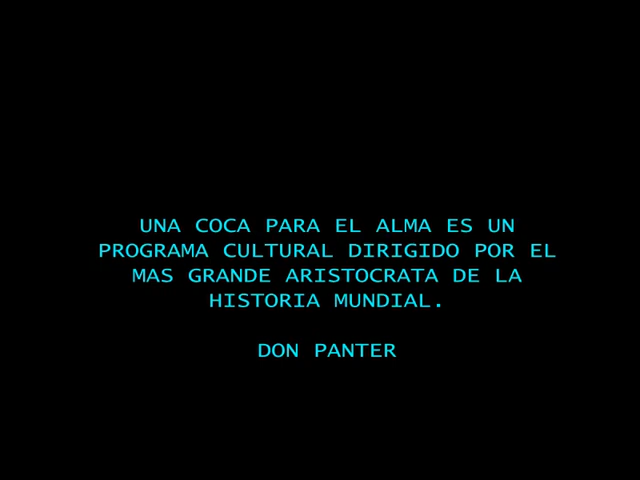 UNA COCA PARA EL ALMA ES UN
PROGRAMA CULTURAL DIRIGIDO POR EL
MAS GRANDE ARISTOCRATA DE LA
HISTORIA MUNDIAL.
DON PANTER